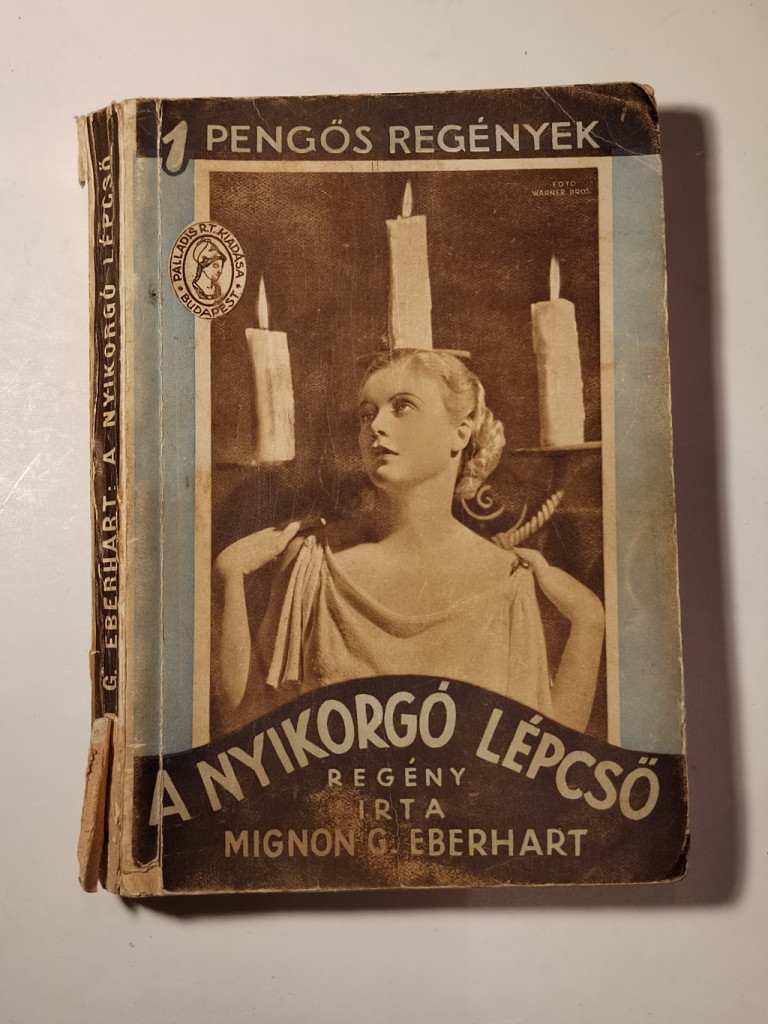 1 PENGŐS REGÉNYEK
FOTO
WARNER BROS.
PALLADIS R.T. KIADÁSA
BUDAPEST
A NYIKORGÓ LÉPCSŐ
REGÉNY
IRTA
MIGNON G. EBERHART
G. EBERHART: A NYIKORGÓ LÉPCSŐ